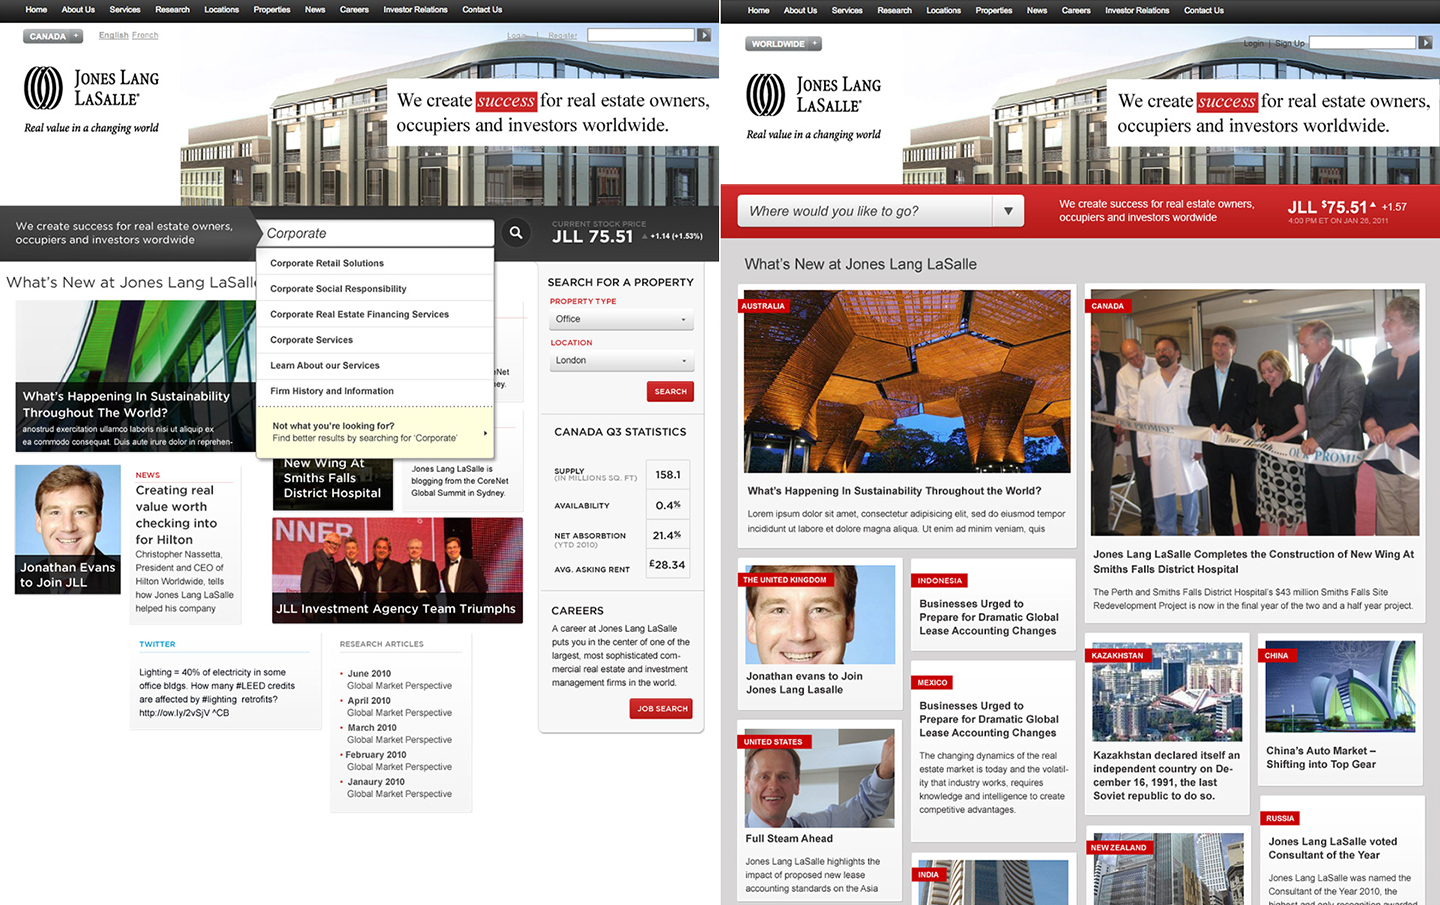 Home About Us Services Research Locations Properties News Careers Investor Relations Contact Us
CANADA +
English French
Login | Register
JONES LANG
LASALLE®
Real value in a changing world
We create success for real estate owners,
occupiers and investors worldwide.
We create success for real estate owners,
occupiers and investors wordwide
Corporate
CURRENT STOCK PRICE
JLL 75.51 +1.14 (+1.53%)
Corporate Retail Solutions
Corporate Social Responsibility
Corporate Real Estate Financing Services
Corporate Services
Learn About our Services
Firm History and Information
Not what you're looking for?
Find better results by searching for 'Corporate'
What's New at Jones Lang LaSalle
What's Happening In Sustainability
Throughout The World?
anostrud exercitation ullamco laboris nisi ut aliquip ex
ea commodo consequat. Duis aute irure dolor in reprehen-
Jonathan Evans
to Join JLL
NEWS
Creating real
value worth
checking into
for Hilton
Christopher Nassetta,
President and CEO of
Hilton Worldwide, tells
how Jones Lang LaSalle
helped his company
New Wing At
Smiths Falls
District Hospital
Jones Lang LaSalle is
blogging from the CoreNet
Global Summit in Sydney.
NNER
JLL Investment Agency Team Triumphs
TWITTER
Lighting = 40% of electricity in some
office bldgs. How many #LEED credits
are affected by #lighting retrofits?
http://ow.ly/2vSjV ^CB
RESEARCH ARTICLES
• June 2010
Global Market Perspective
• April 2010
Global Market Perspective
• March 2010
Global Market Perspective
• February 2010
Global Market Perspective
• Janaury 2010
Global Market Perspective
SEARCH FOR A PROPERTY
PROPERTY TYPE
Office
LOCATION
London
SEARCH
CANADA Q3 STATISTICS
SUPPLY
(IN MILLIONS SQ. FT) 158.1
AVAILABILITY 0.4%
NET ABSORBTION
(YTD 2010) 21.4%
AVG. ASKING RENT £28.34
CAREERS
A career at Jones Lang LaSalle
puts you in the center of one of the
largest, most sophisticated com-
mercial real estate and investment
management firms in the world.
JOB SEARCH
Home About Us Services Research Locations Properties News Careers Investor Relations Contact Us
WORLDWIDE +
Login | Sign Up
JONES LANG
LASALLE®
Real value in a changing world
We create success for real estate owners,
occupiers and investors worldwide.
Where would you like to go?
We create success for real estate owners,
occupiers and investors wordwide
JLL $75.51 +1.57
4:00 PM ET ON JAN 26, 2011
What's New at Jones Lang LaSalle
AUSTRALIA
What's Happening In Sustainability Throughout the World?
Lorem ipsum dolor sit amet, consectetur adipisicing elit, sed do eiusmod tempor
incididunt ut labore et dolore magna aliqua. Ut enim ad minim veniam, quis
CANADA
Your Health..... OUR PROMISE
Jones Lang LaSalle Completes the Construction of New Wing At
Smiths Falls District Hospital
The Perth and Smiths Falls District Hospital's $43 million Smiths Falls Site
Redevelopment Project is now in the final year of the two and a half year project.
THE UNITED KINGDOM
Jonathan evans to Join
Jones Lang Lasalle
INDONESIA
Businesses Urged to
Prepare for Dramatic Global
Lease Accounting Changes
MEXICO
Businesses Urged to
Prepare for Dramatic Global
Lease Accounting Changes
The changing dynamics of the real
estate market is today and the volatil-
ity that industry works, requires
knowledge and intelligence to create
competitive advantages.
UNITED STATES
Full Steam Ahead
Jones Lang LaSalle highlights the
impact of proposed new lease
accounting standards on the Asia
INDIA
KAZAKHSTAN
Kazakhstan declared itself an
independent country on De-
cember 16, 1991, the last
Soviet republic to do so.
CHINA
China's Auto Market –
Shifting into Top Gear
NEW ZEALAND
RUSSIA
Jones Lang LaSalle voted
Consultant of the Year
Jones Lang LaSalle was named the
Consultant of the Year 2010, the
highest and only recognition awarded